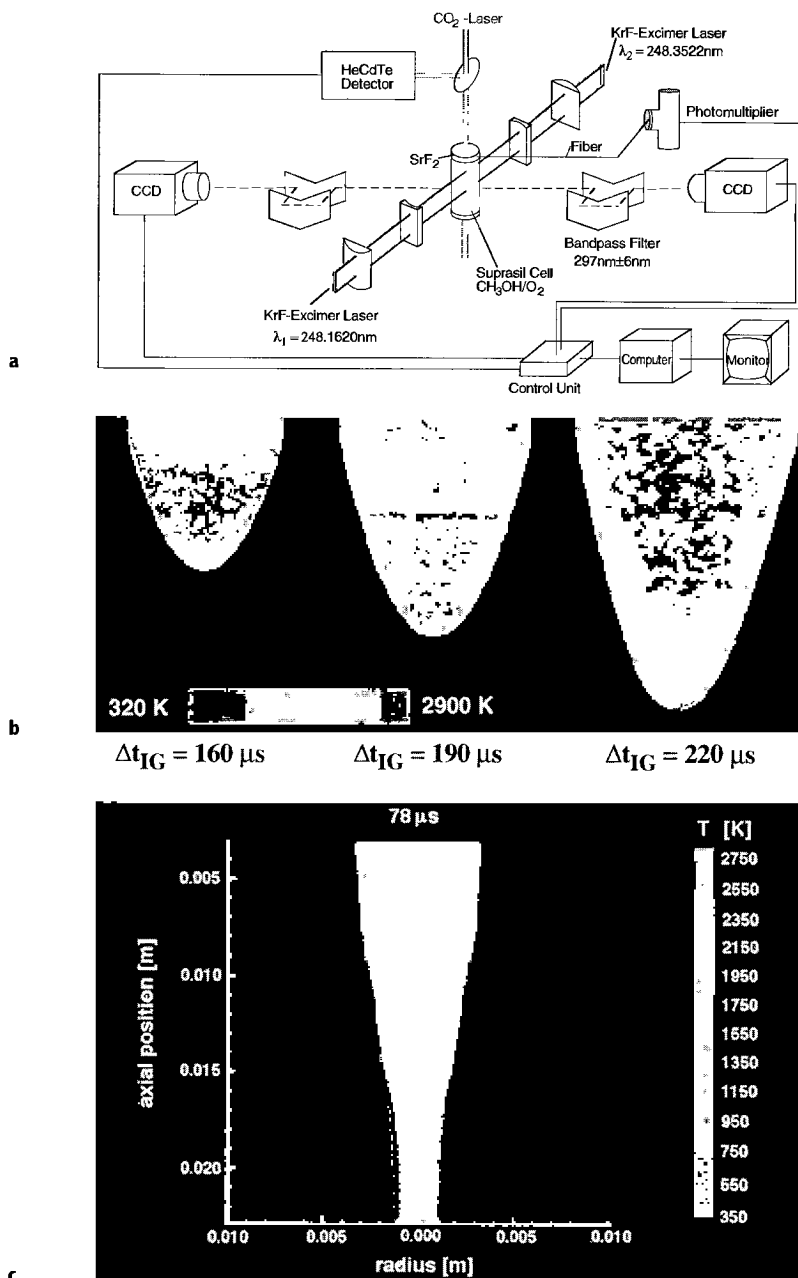 CO2 -Laser
KrF-Excimer Laser
λ2 = 248.3522nm
HeCdTe
Detector
Photomultiplier
SrF2
Fiber
CCD
CCD
Bandpass Filter
297nm±6nm
Suprasil Cell
CH3OH/O2
KrF-Excimer Laser
λ1 = 248.1620nm
Computer
Monitor
Control Unit
a
320 K
2900 K
b
ΔtIG = 160 µs
ΔtIG = 190 µs
ΔtIG = 220 µs
78 µs
T [K]
2750
2550
2350
2150
1950
1750
1550
1350
1150
950
750
550
350
0.005
0.010
0.015
0.020
axial position [m]
0.010
0.005
0.000
0.005
0.010
radius [m]
c